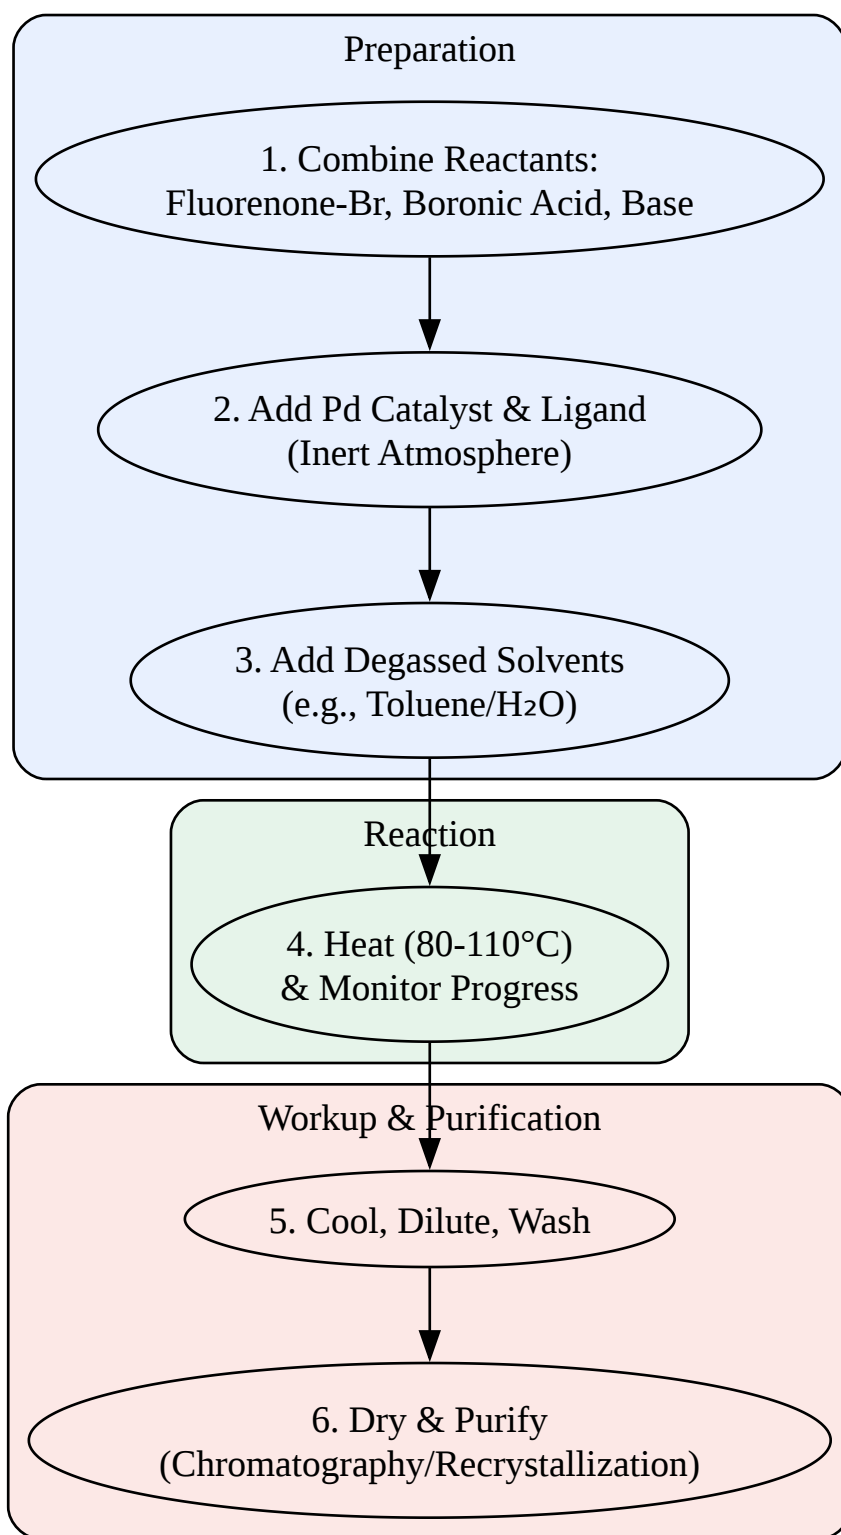 Preparation
1. Combine Reactants:
Fluorenone-Br, Boronic Acid, Base
2. Add Pd Catalyst & Ligand
(Inert Atmosphere)
3. Add Degassed Solvents
(e.g., Toluene/H₂O)
Reaction
4. Heat (80-110°C)
& Monitor Progress
Workup & Purification
5. Cool, Dilute, Wash
6. Dry & Purify
(Chromatography/Recrystallization)